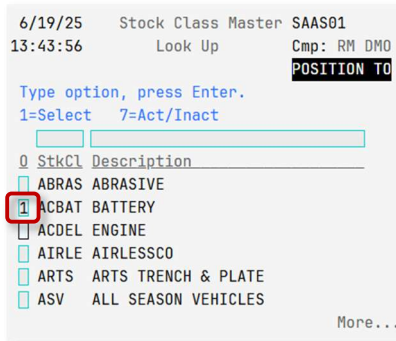 6/19/25 Stock Class Master SAAS01
13:43:56 Look Up Cmp: RM DMO
POSITION TO
Type option, press Enter.
1=Select 7=Act/Inact
O StkCl Description
ABRAS ABRASIVE
1 ACBAT BATTERY
ACDEL ENGINE
AIRLE AIRLESSCO
ARTS ARTS TRENCH & PLATE
ASV ALL SEASON VEHICLES
More...